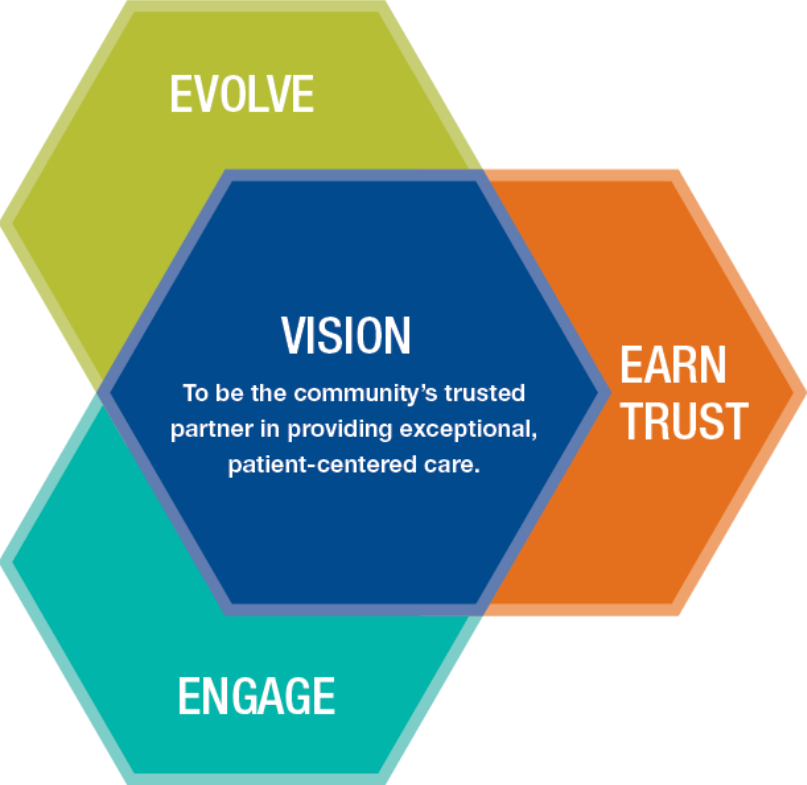 EVOLVE
VISION
To be the community’s trusted
partner in providing exceptional,
patient-centered care.
EARN
TRUST
ENGAGE